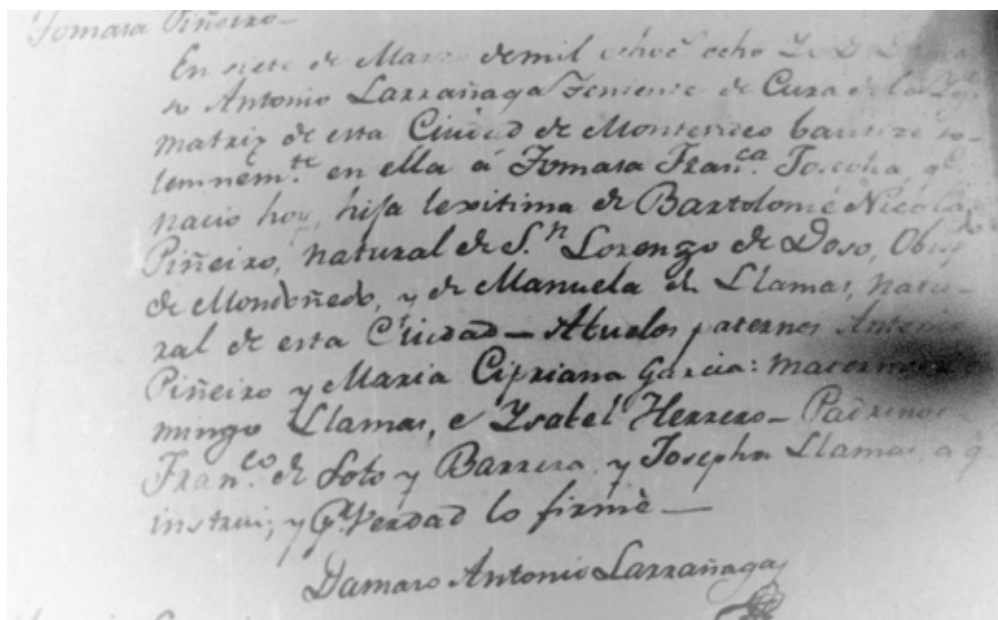 Tomasa Piñeiro—
En siete de Marzo de mil ochoc.^s ocho Yo D. Dama-
so Antonio Larrañaga Teniente de Cura de la Ygl.^a
matriz de esta Ciudad de Montevideo bautizé so-
lemnem.^te en ella á Tomasa Fran.^ca Josepha, q.^e
nacio hoy, hija lexitima de Bartolomé Nicolas
Piñeiro, natural de S.^n Lorenzo de Doso, Obisp.^do
de Mondoñedo, y de Manuela de Llamas, natu-
ral de esta Ciudad — Abuelos paternos Antonio
Piñeiro y Maria Cipriana Garcia: maternos Do-
mingo Llamas, e Ysabel Herrero— Padrinos
Fran.^co de Soto y Barrera, y Josepha Llamas, a q.^s
instrui; y p.^r Verdad lo firmè —
Damaso Antonio Larrañaga